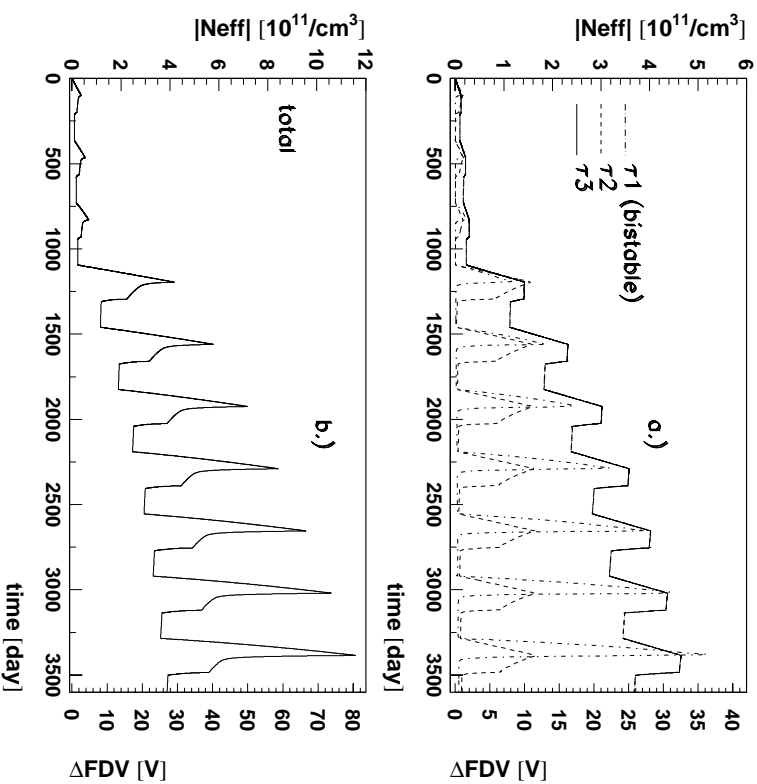 |Neff| [10^11/cm^3]
0 1 2 3 4 5 6
τ1 (bistable)
τ2
τ3
a.)
0 500 1000 1500 2000 2500 3000 3500
time [day]
0 5 10 15 20 25 30 35 40
ΔFDV [V]
|Neff| [10^11/cm^3]
0 2 4 6 8 10 12
total
b.)
0 500 1000 1500 2000 2500 3000 3500
time [day]
0 10 20 30 40 50 60 70 80
ΔFDV [V]